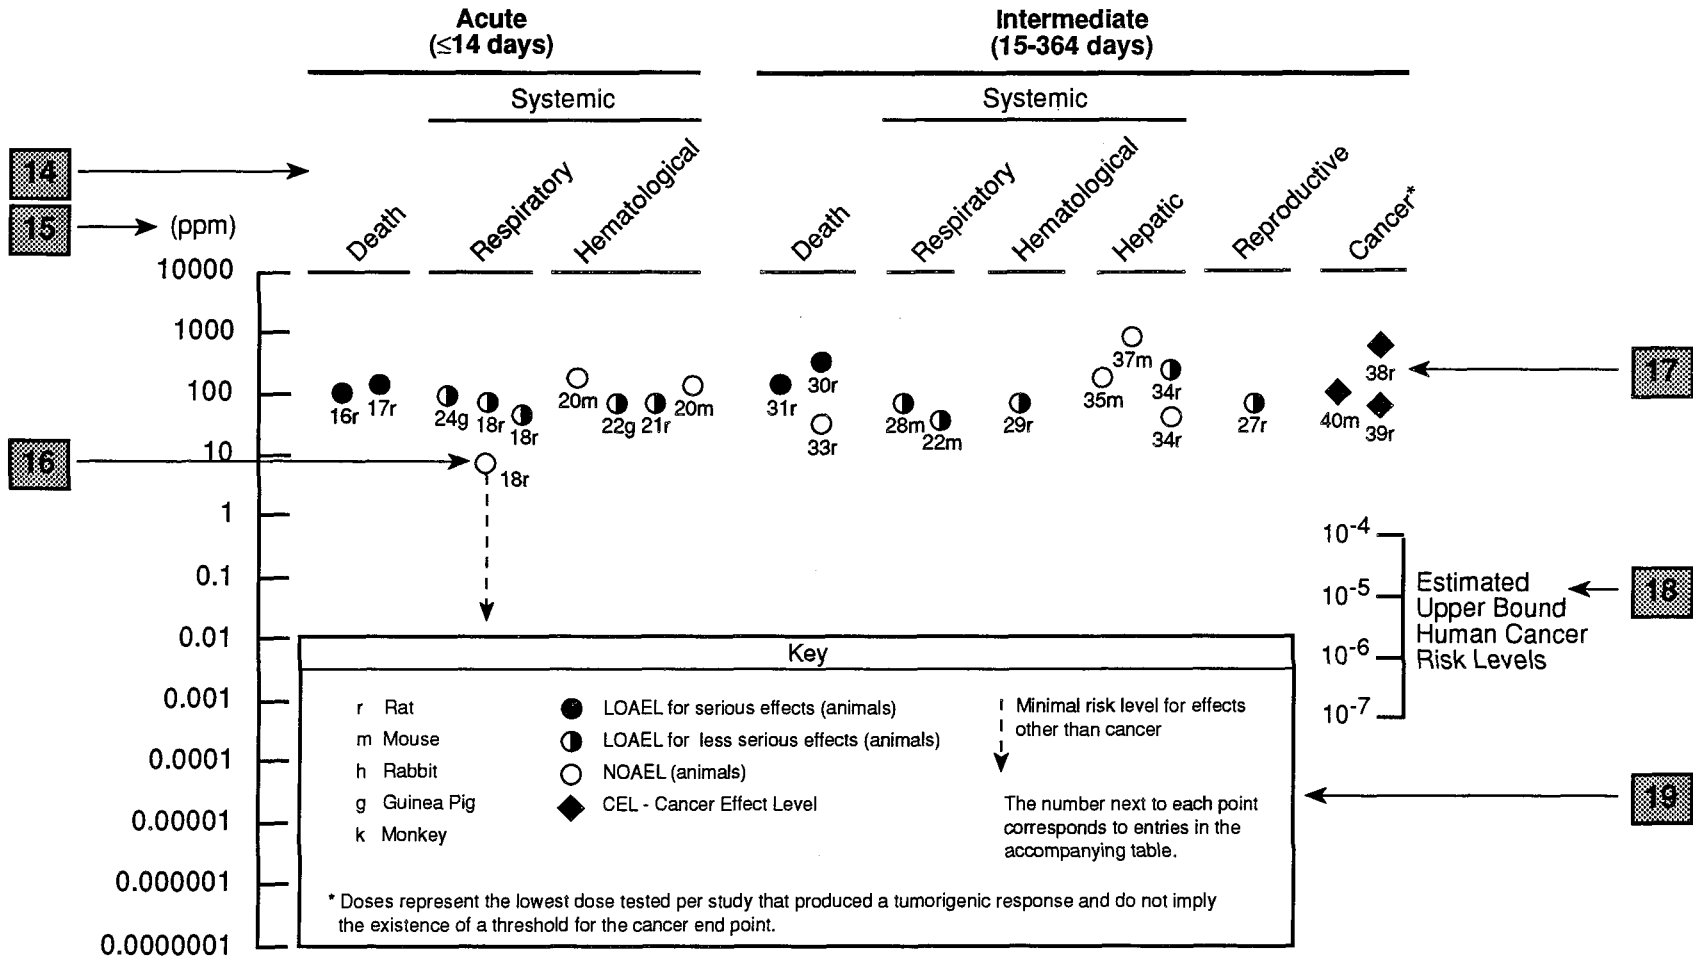 Acute
(≤14 days)
Intermediate
(15-364 days)
Systemic
Systemic
14
15
(ppm)
Death
Respiratory
Hematological
Death
Respiratory
Hematological
Hepatic
Reproductive
Cancer*
10000
1000
100
10
1
0.1
0.01
0.001
0.0001
0.00001
0.000001
0.0000001
16r
17r
24g
18r
18r
18r
20m
22g
21r
20m
31r
30r
33r
28m
22m
29r
35m
37m
34r
34r
27r
40m
38r
39r
16
17
10-4
10-5
10-6
10-7
Estimated
Upper Bound
Human Cancer
Risk Levels
18
19
Key
r Rat
m Mouse
h Rabbit
g Guinea Pig
k Monkey
LOAEL for serious effects (animals)
LOAEL for less serious effects (animals)
NOAEL (animals)
CEL - Cancer Effect Level
Minimal risk level for effects
other than cancer
The number next to each point
corresponds to entries in the
accompanying table.
* Doses represent the lowest dose tested per study that produced a tumorigenic response and do not imply
the existence of a threshold for the cancer end point.